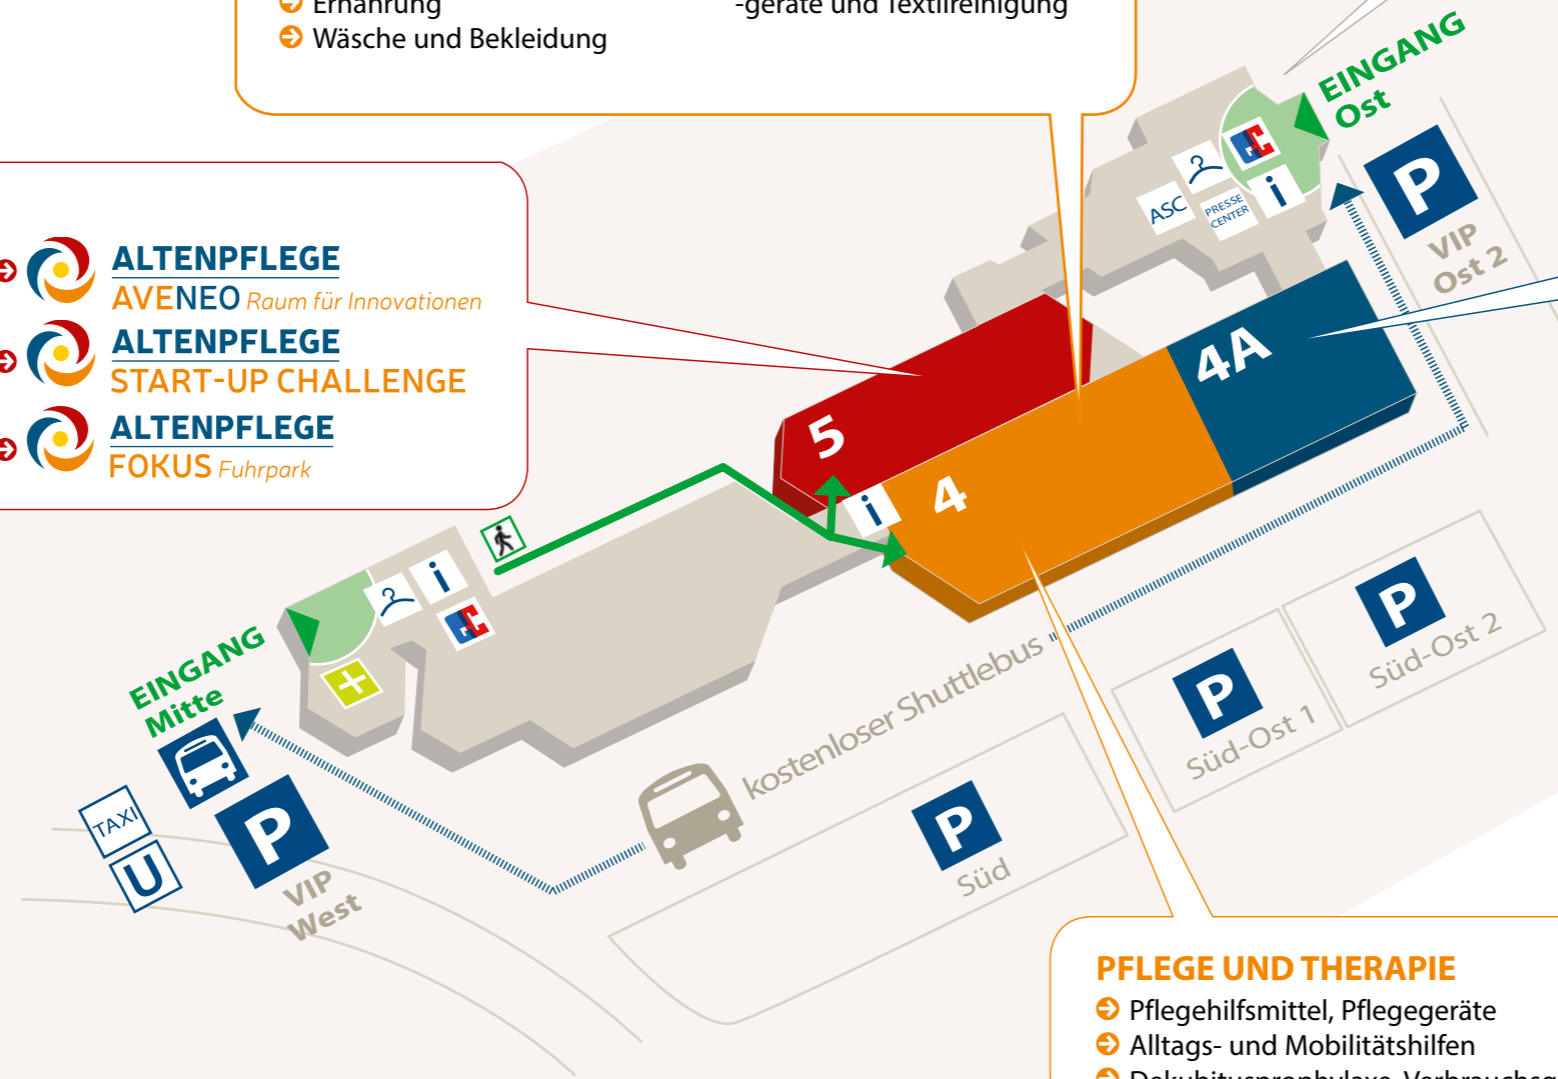 Ernährung
-geräte und Textilreinigung
Wäsche und Bekleidung
EINGANG
Ost
P
VIP
Ost 2
i
ASC
PRESSE
CENTER
ALTENPFLEGE
AVENEO Raum für Innovationen
ALTENPFLEGE
START-UP CHALLENGE
ALTENPFLEGE
FOKUS Fuhrpark
4A
5
4
i
i
EINGANG
Mitte
TAXI
U
P
VIP
West
kostenloser Shuttlebus
P
Süd
P
Süd-Ost 1
P
Süd-Ost 2
PFLEGE UND THERAPIE
Pflegehilfsmittel, Pflegegeräte
Alltags- und Mobilitätshilfen